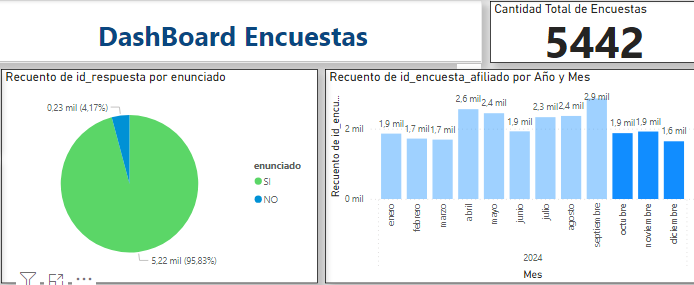 DashBoard Encuestas
Cantidad Total de Encuestas
5442
Recuento de id_respuesta por enunciado
0,23 mil (4,17%)
5,22 mil (95,83%)
enunciado
SI
NO
Recuento de id_encuesta_afiliado por Año y Mes
Recuento de id_encu...
2 mil
0 mil
1,9 mil
1,7 mil
1,7 mil
2,6 mil
2,4 mil
1,9 mil
2,3 mil
2,4 mil
2,9 mil
1,9 mil
1,9 mil
1,6 mil
enero
febrero
marzo
abril
mayo
junio
julio
agosto
septiembre
octubre
noviembre
diciembre
2024
Mes